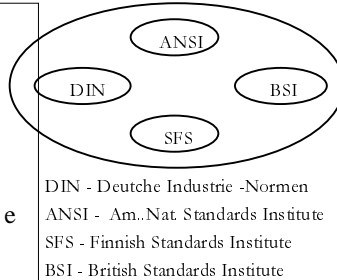 ANSI
DIN BSI
SFS
DIN - Deutche Industrie -Normen
e ANSI - Am..Nat. Standards Institute
SFS - Finnish Standards Institute
BSI - British Standards Institute